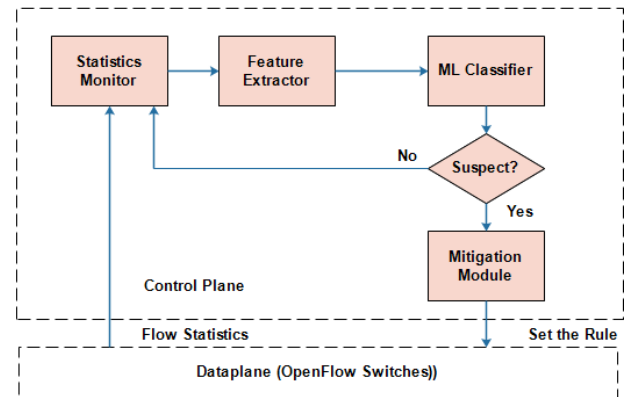 Statistics
Monitor
Feature
Extractor
ML Classifier
No
Suspect?
Yes
Mitigation
Module
Control Plane
Flow Statistics
Set the Rule
Dataplane (OpenFlow Switches))